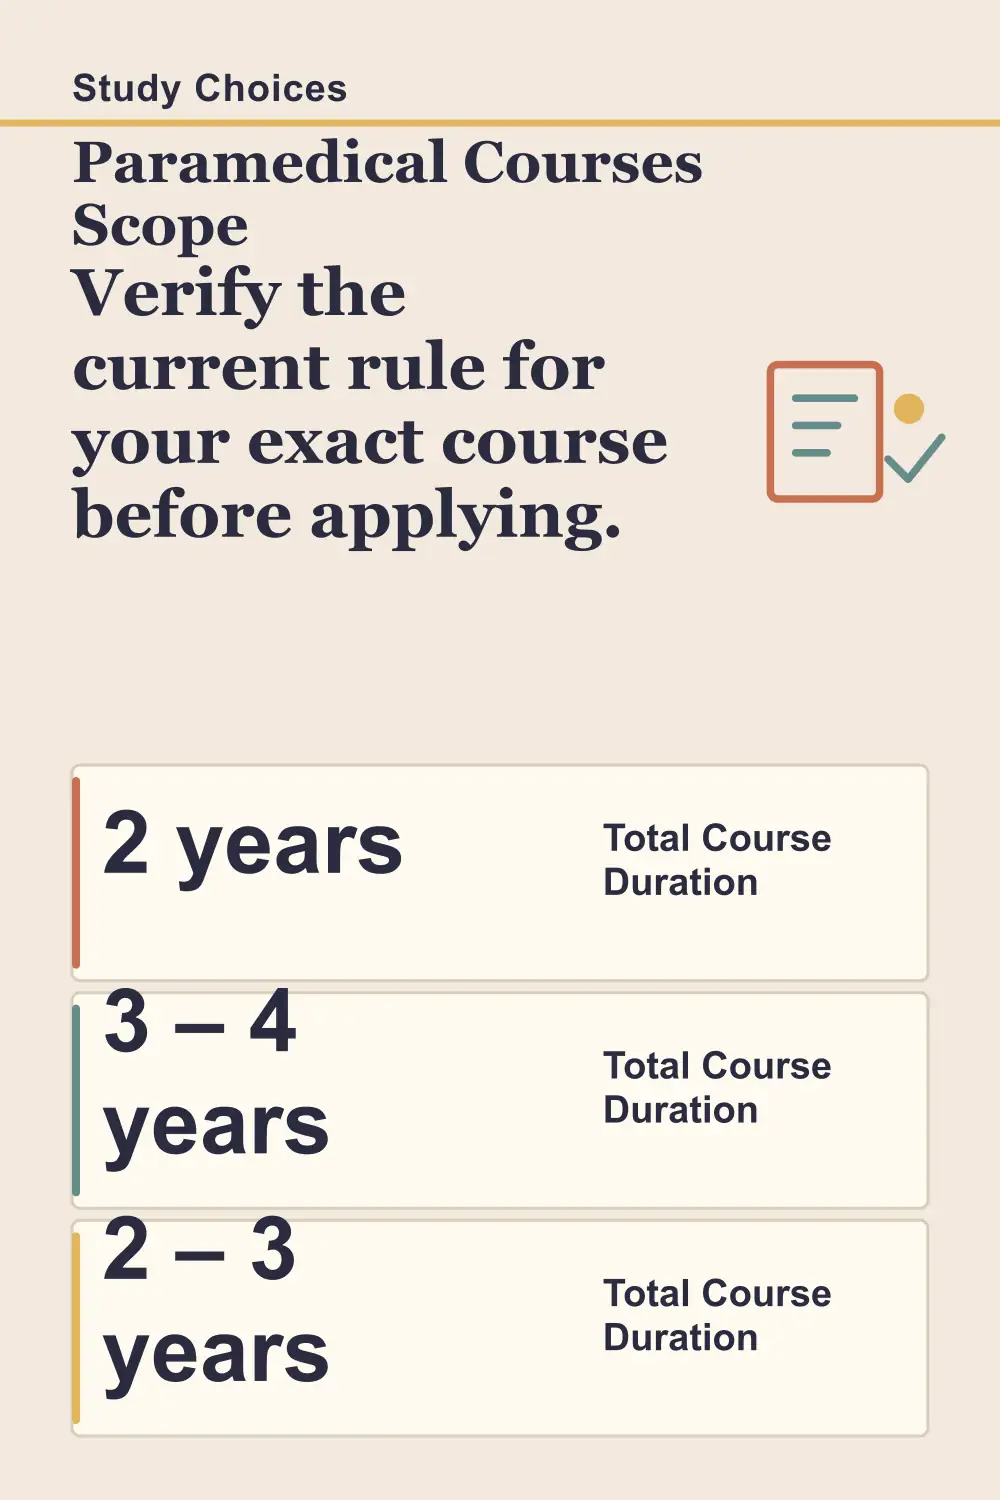 Study Choices
Paramedical Courses
Scope
Verify the
current rule for
your exact course
before applying.
2 years
Total Course
Duration
3 – 4
years
Total Course
Duration
2 – 3
years
Total Course
Duration